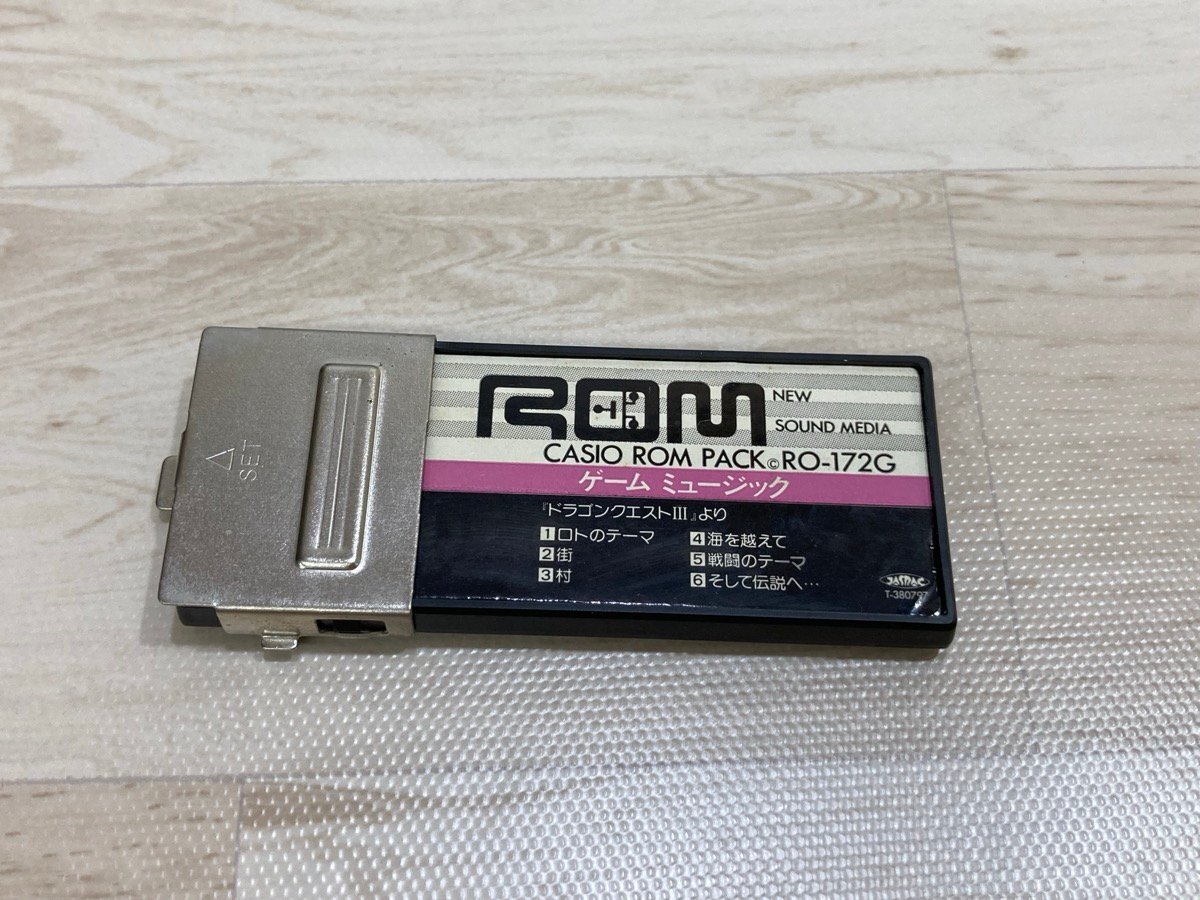 △
SET
ROM
NEW
SOUND MEDIA
CASIO ROM PACK © RO-172G
ゲーム ミュージック
『ドラゴンクエストIII』より
1 ロトのテーマ
2 街
3 村
4 海を越えて
5 戦闘のテーマ
6 そして伝説へ…
JASRAC